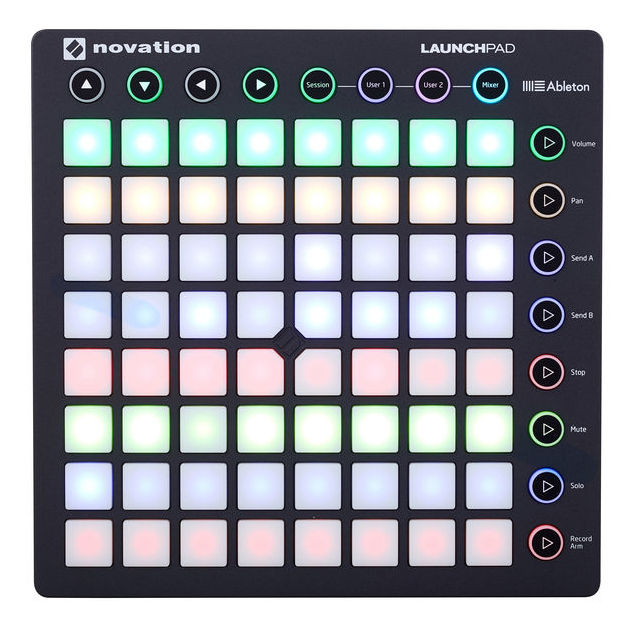 novation
LAUNCHPAD
Session
User 1
User 2
Mixer
Ableton
Volume
Pan
Send A
Send B
Stop
Mute
Solo
Record
Arm